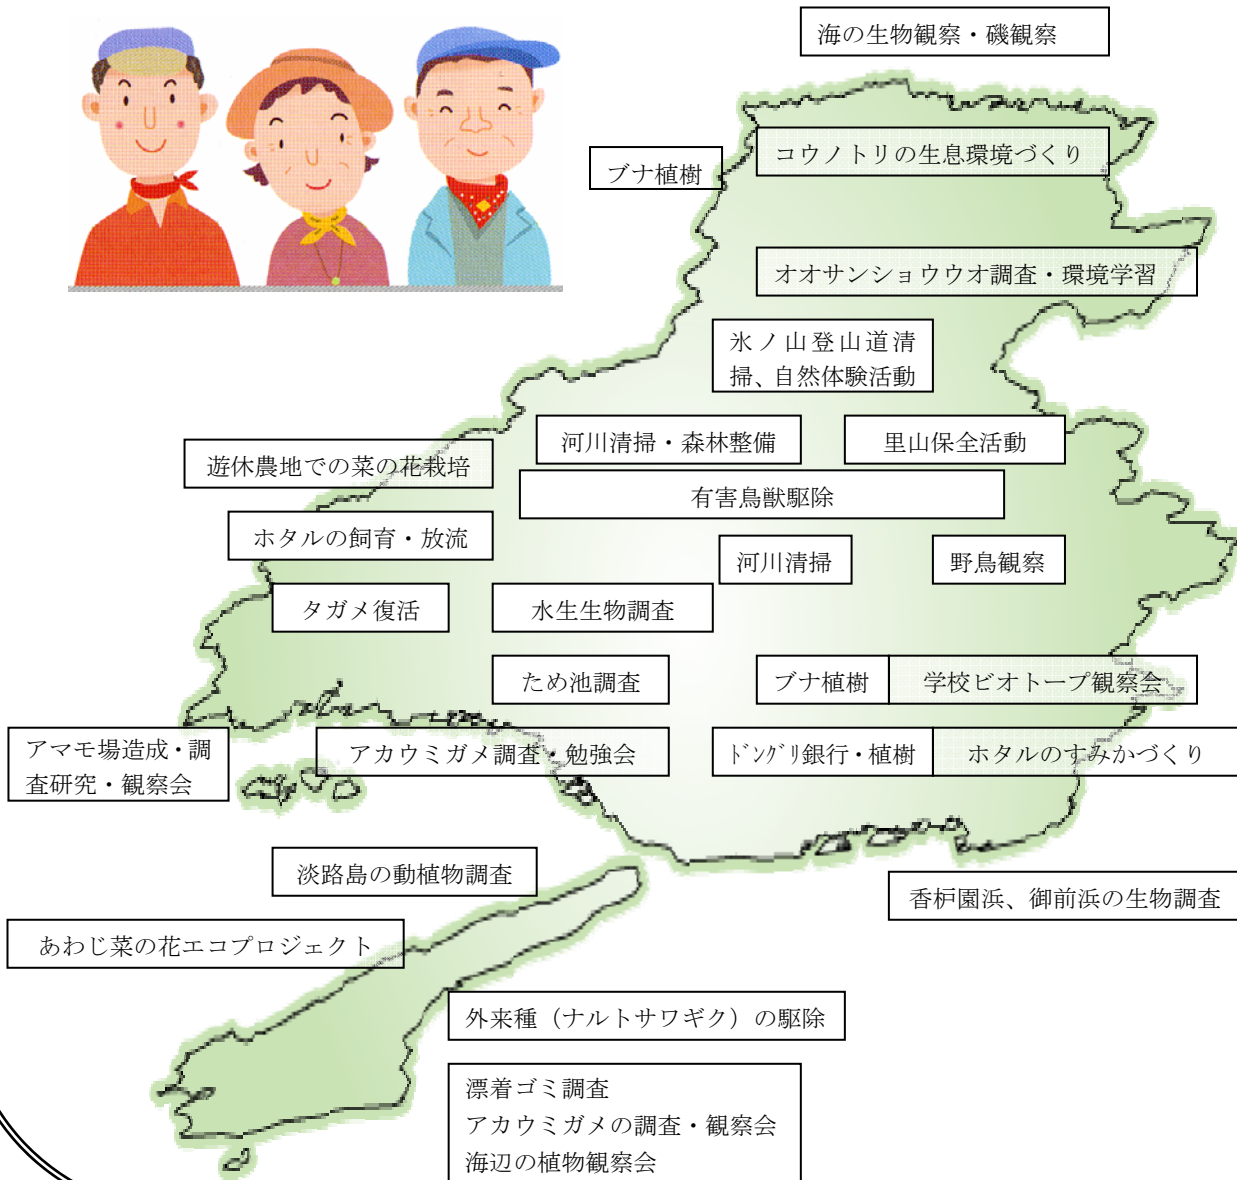 海の生物観察・磯観察
コウノトリの生息環境づくり
ブナ植樹
オオサンショウウオ調査・環境学習
氷ノ山登山道清
掃、自然体験活動
河川清掃・森林整備
里山保全活動
遊休農地での菜の花栽培
有害鳥獣駆除
ホタルの飼育・放流
河川清掃
野鳥観察
タガメ復活
水生生物調査
ため池調査
ブナ植樹
学校ビオトープ観察会
アマモ場造成・調
査研究・観察会
アカウミガメ調査・勉強会
ﾄﾞﾝｸﾞﾘ銀行・植樹
ホタルのすみかづくり
淡路島の動植物調査
香枦園浜、御前浜の生物調査
あわじ菜の花エコプロジェクト
外来種（ナルトサワギク）の駆除
漂着ゴミ調査
アカウミガメの調査・観察会
海辺の植物観察会